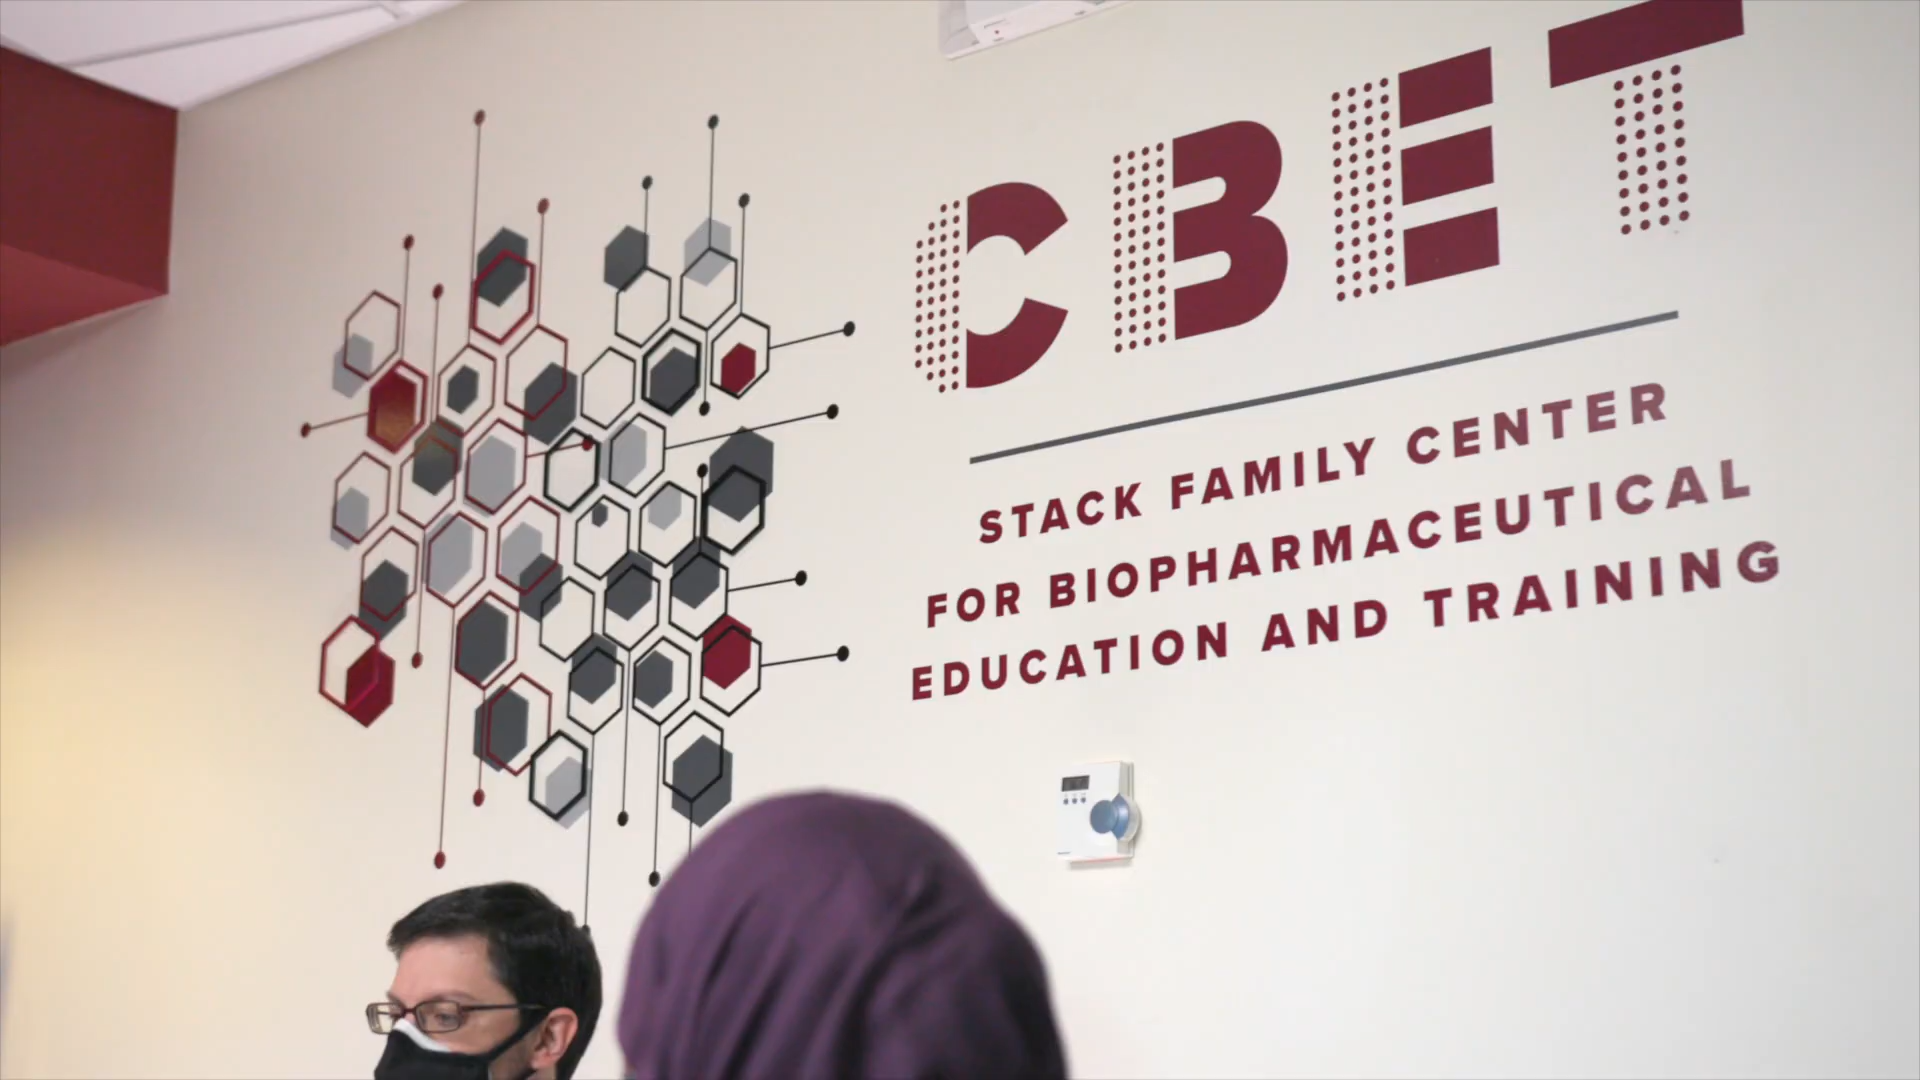 CBET
STACK FAMILY CENTER
FOR BIOPHARMACEUTICAL
EDUCATION AND TRAINING